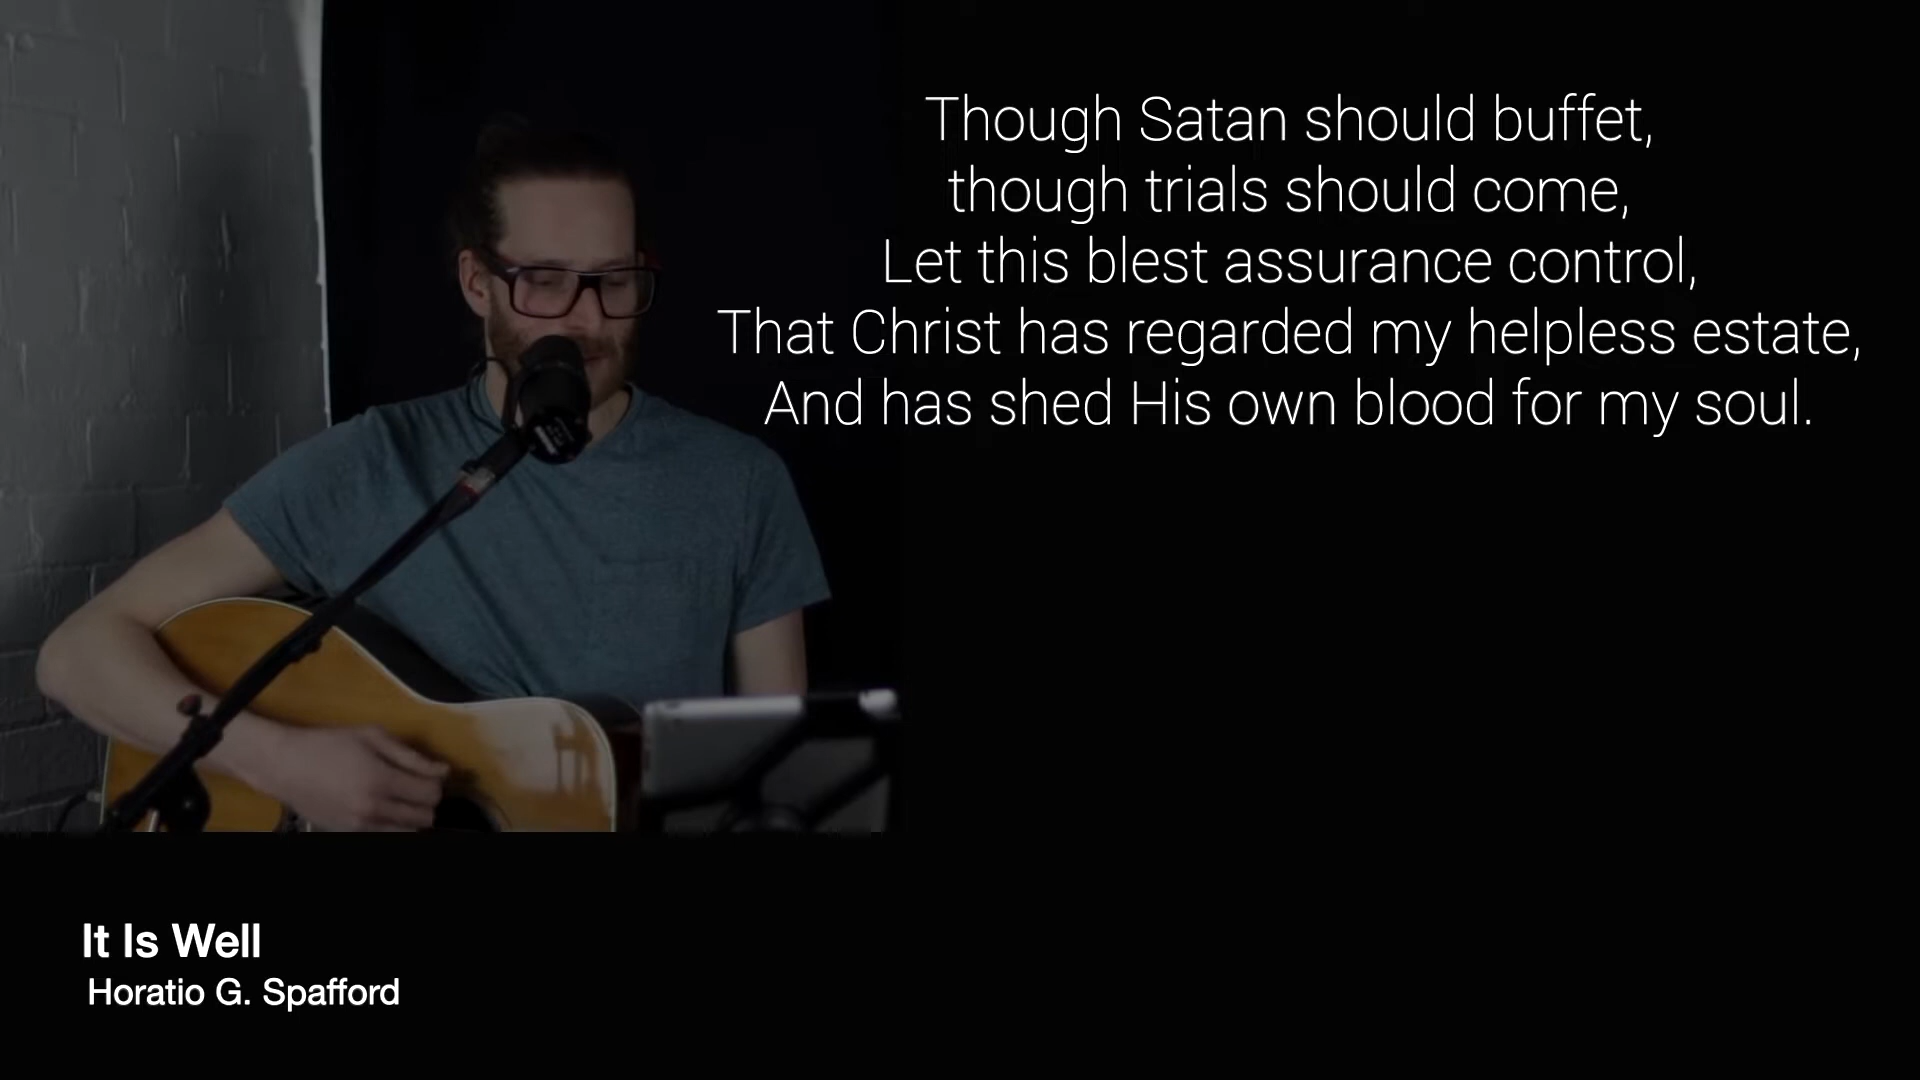 Though Satan should buffet,
though trials should come,
Let this blest assurance control,
That Christ has regarded my helpless estate,
And has shed His own blood for my soul.
It Is Well
Horatio G. Spafford